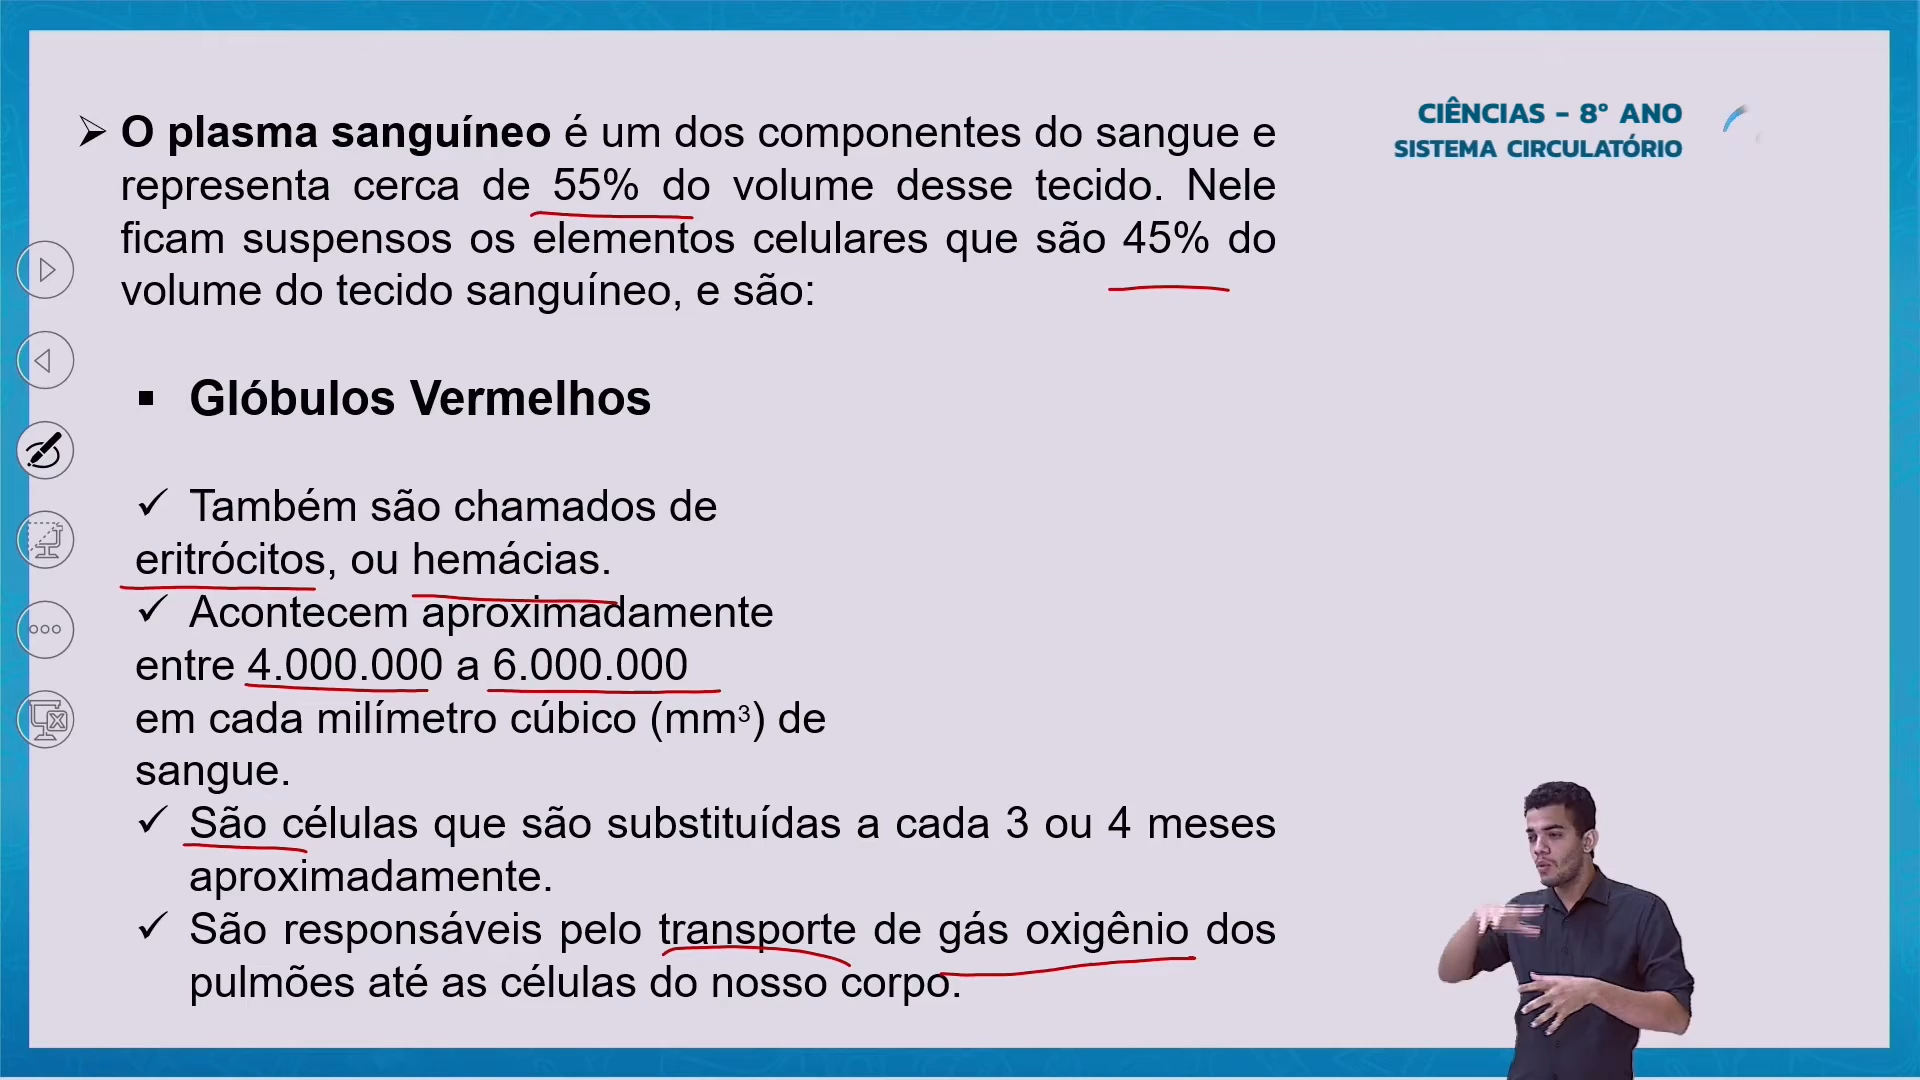 CIÊNCIAS - 8º ANO
SISTEMA CIRCULATÓRIO
O plasma sanguíneo é um dos componentes do sangue e
representa cerca de 55% do volume desse tecido. Nele
ficam suspensos os elementos celulares que são 45% do
volume do tecido sanguíneo, e são:
Glóbulos Vermelhos
Também são chamados de
eritrócitos, ou hemácias.
Acontecem aproximadamente
entre 4.000.000 a 6.000.000
em cada milímetro cúbico (mm³) de
sangue.
São células que são substituídas a cada 3 ou 4 meses
aproximadamente.
São responsáveis pelo transporte de gás oxigênio dos
pulmões até as células do nosso corpo.